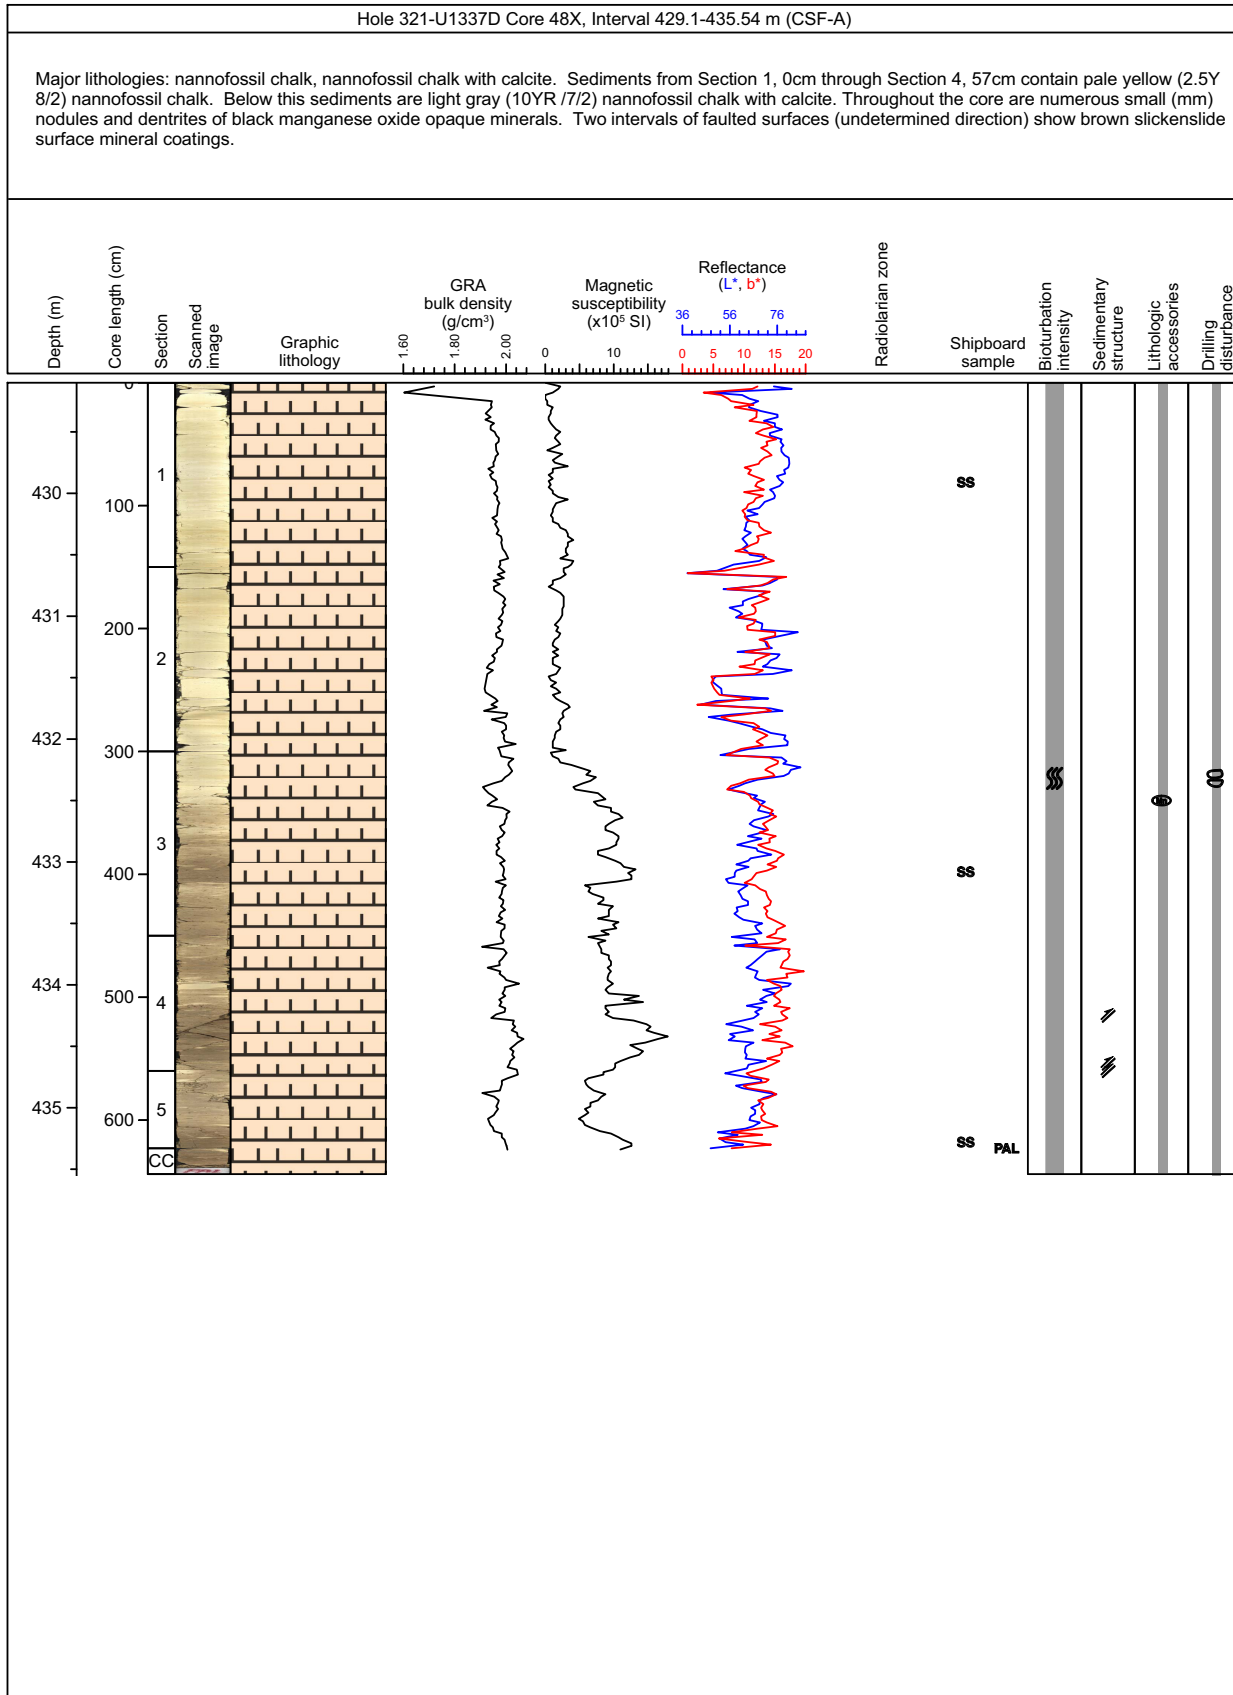 Hole 321-U1337D Core 48X, Interval 429.1-435.54 m (CSF-A)
Major lithologies: nannofossil chalk, nannofossil chalk with calcite. Sediments from Section 1, 0cm through Section 4, 57cm contain pale yellow (2.5Y
8/2) nannofossil chalk. Below this sediments are light gray (10YR /7/2) nannofossil chalk with calcite. Throughout the core are numerous small (mm)
nodules and dentrites of black manganese oxide opaque minerals. Two intervals of faulted surfaces (undetermined direction) show brown slickenslide
surface mineral coatings.
Depth (m)
Core length (cm)
Section
Scanned
image
Graphic
lithology
GRA
bulk density
(g/cm³)
1.60
1.80
2.00
Magnetic
susceptibility
(x10⁵ SI)
0 10
Reflectance
(L*, b*)
36 56 76
0 5 10 15 20
Radiolarian zone
Shipboard
sample
Bioturbation
intensity
Sedimentary
structure
Lithologic
accessories
Drilling
disturbance
0
1
SS
430
100
431
200
2
432
300
3
433
400
SS
434
500
4
435
600
5
SS
PAL
CC